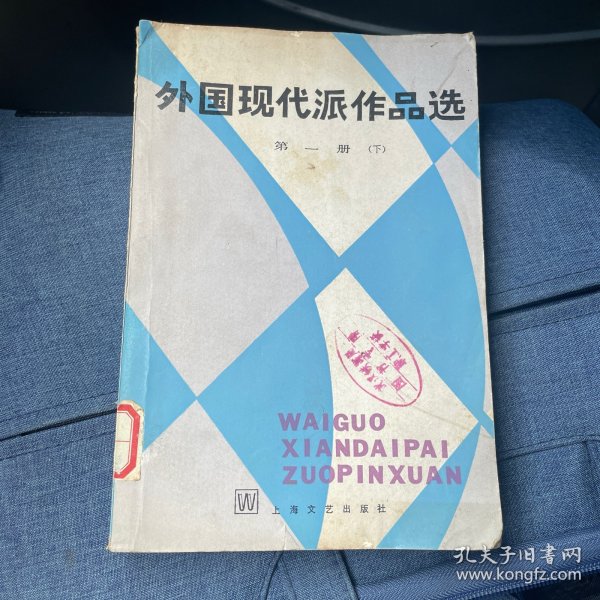 外国现代派作品选
第一册(下)
WAIGUO
XIANDAIPAI
ZUOPINXUAN
W
上海文艺出版社
孔夫子旧书网
www.kongfz.com